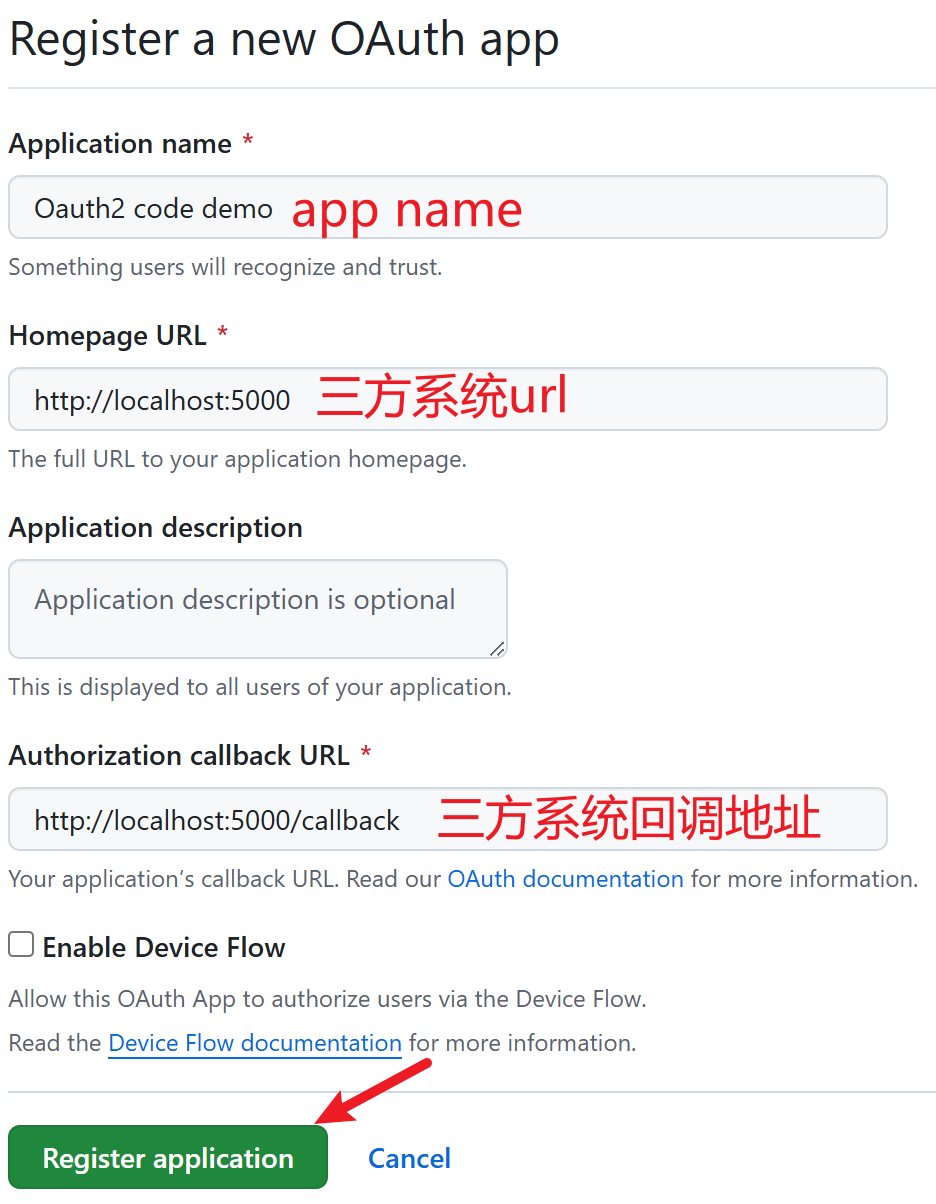 Register a new OAuth app
Application name *
Oauth2 code demo app name
Something users will recognize and trust.
Homepage URL *
http://localhost:5000 三方系统url
The full URL to your application homepage.
Application description
Application description is optional
This is displayed to all users of your application.
Authorization callback URL *
http://localhost:5000/callback 三方系统回调地址
Your application’s callback URL. Read our OAuth documentation for more information.
Enable Device Flow
Allow this OAuth App to authorize users via the Device Flow.
Read the Device Flow documentation for more information.
Register application Cancel